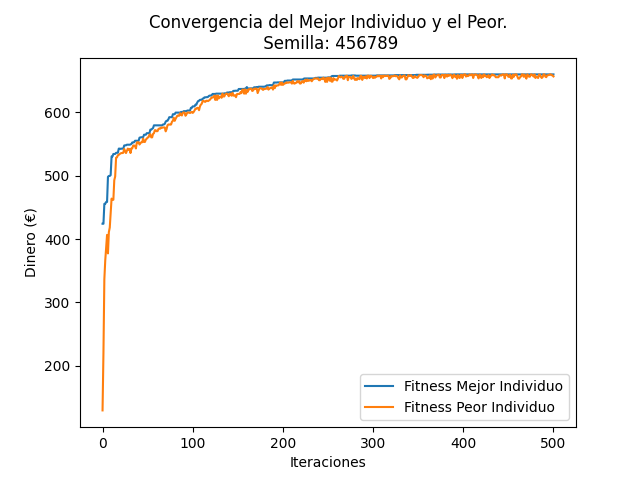 Convergencia del Mejor Individuo y el Peor.
Semilla: 456789
Dinero (€)
600
500
400
300
200
0
100
200
300
400
500
Iteraciones
Fitness Mejor Individuo
Fitness Peor Individuo